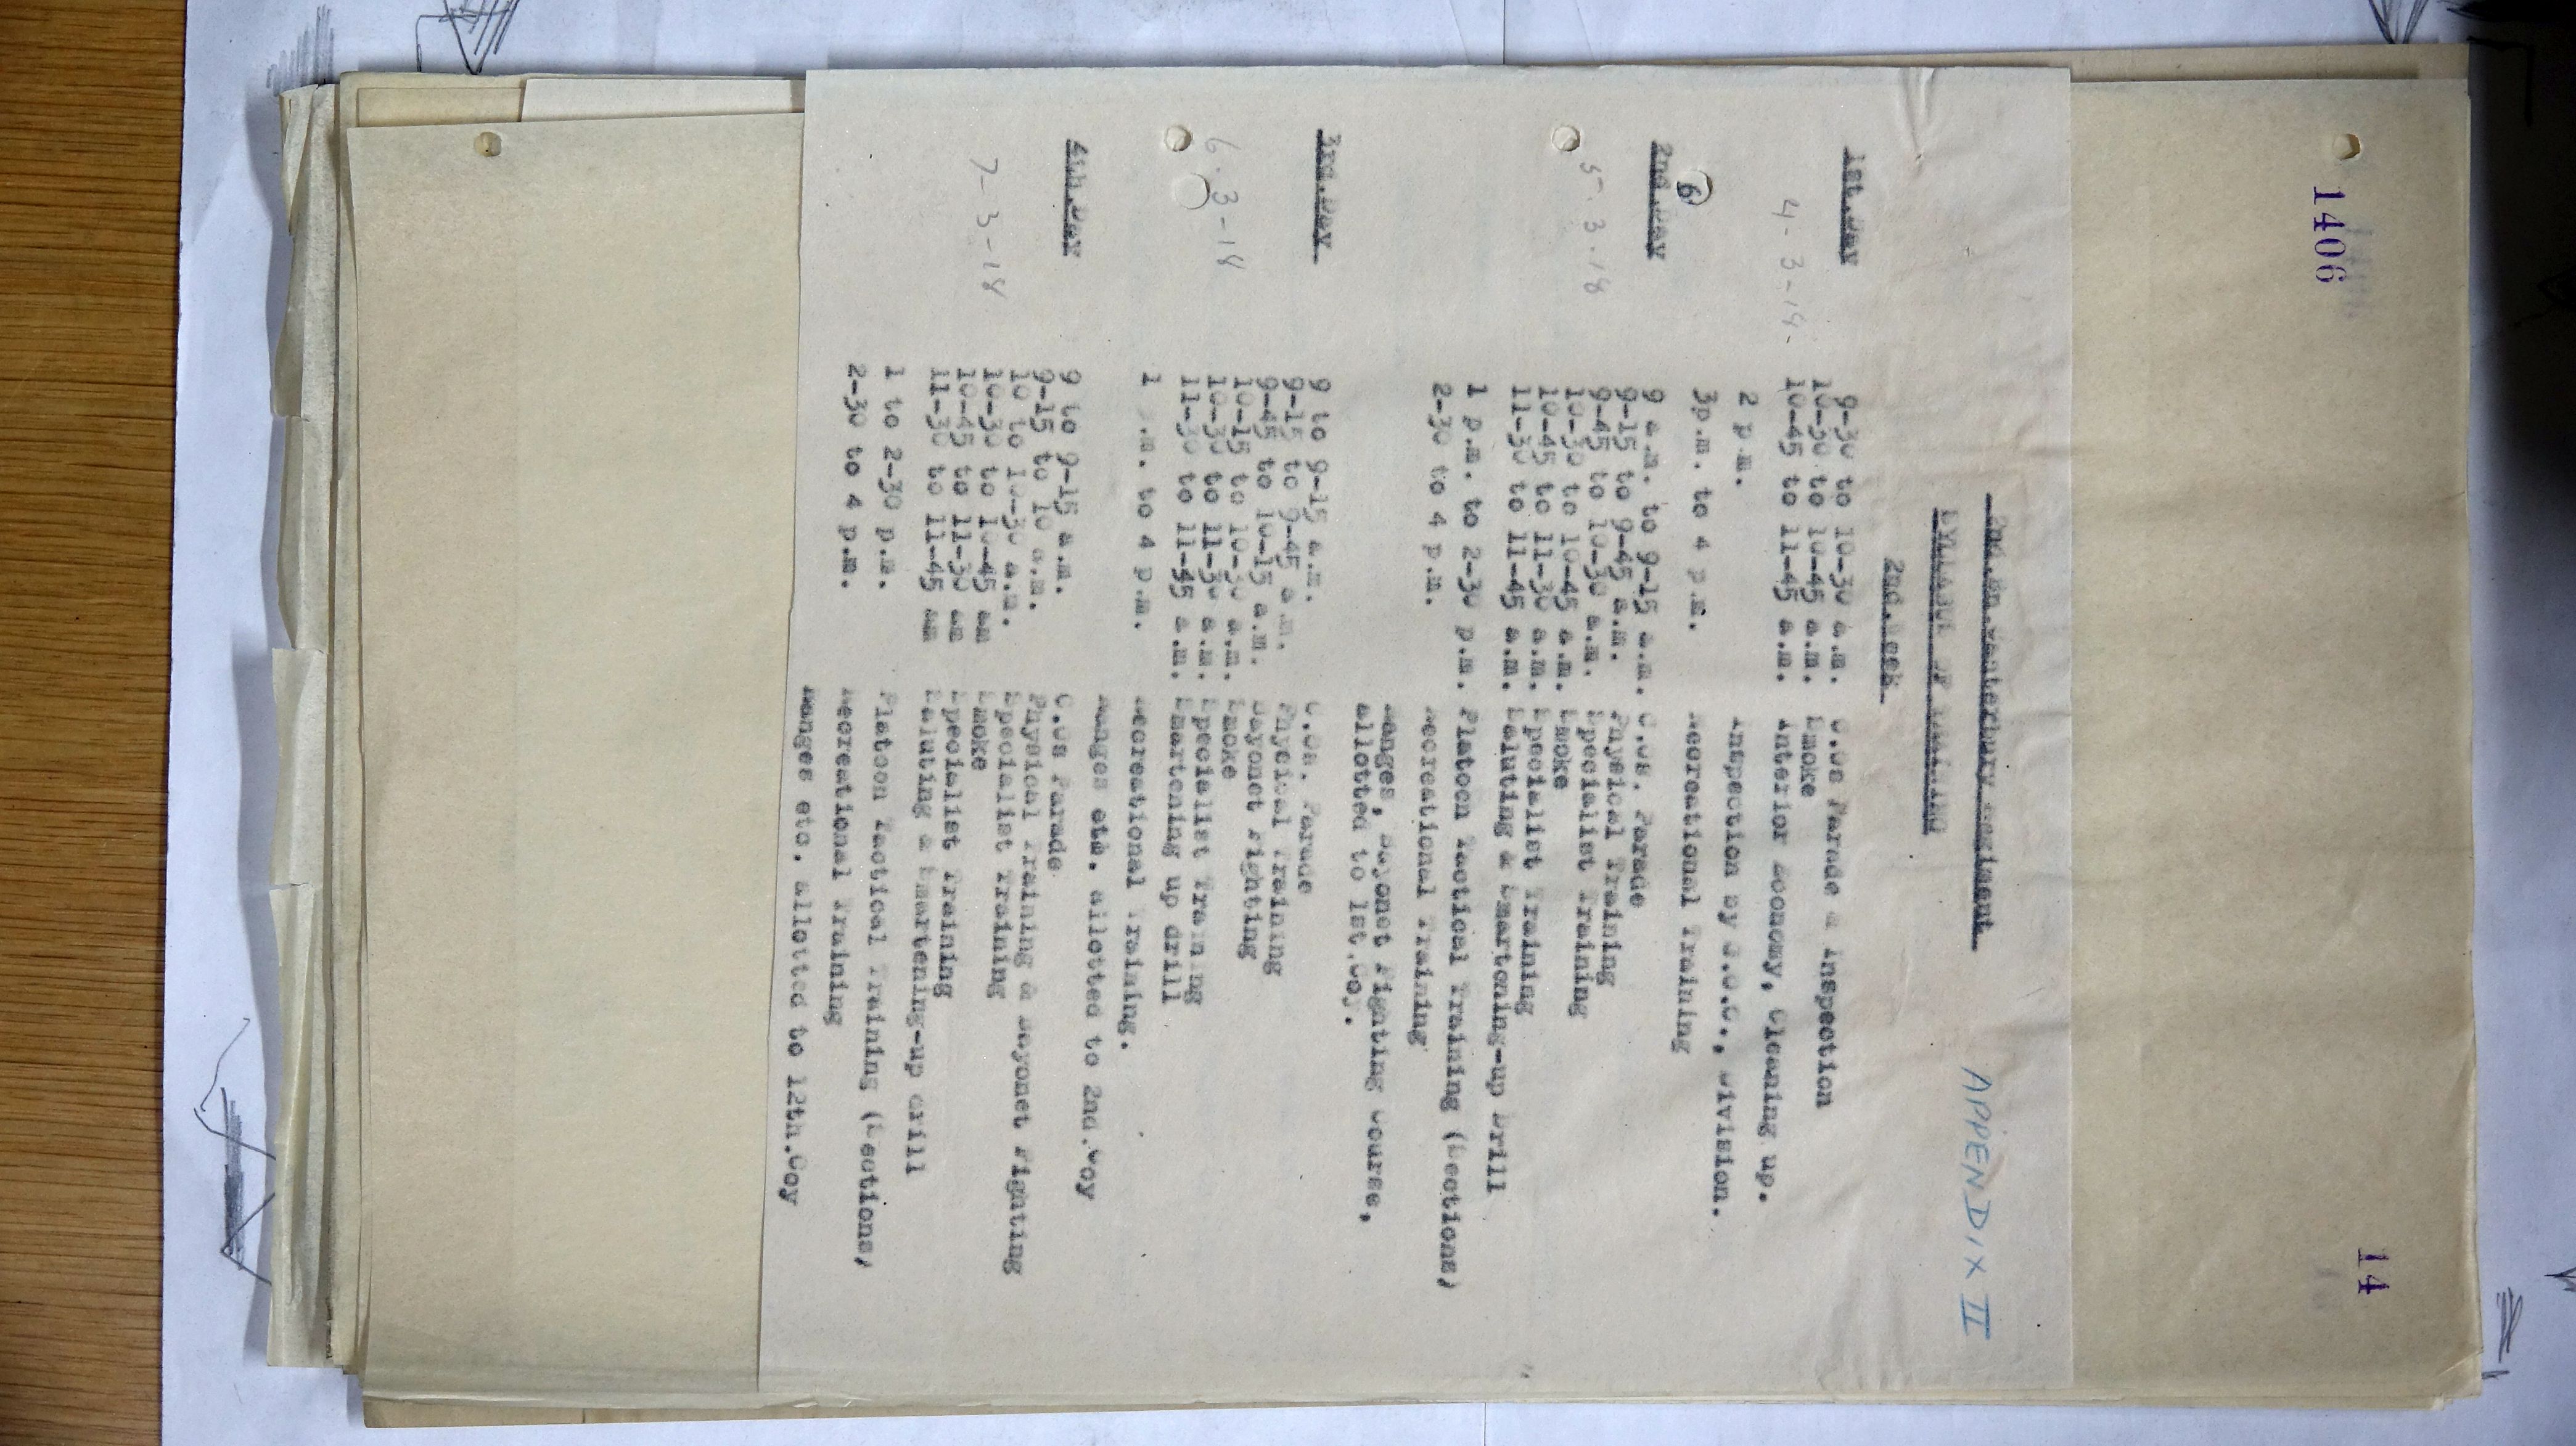 1406
14
APPENDIX II
2nd.Bn.Canterbury Regiment
SYLLABUS OF TRAINING
2nd.Week
1st.Day 9-30 to 10-30 a.m. C.Os Parade & Inspection
10-30 to 10-45 a.m. Smoke
4-3-18- 10-45 to 11-45 a.m. Interior Economy, Cleaning up.
2 p.m. Inspection by G.O.C., Division.
3p.m. to 4 p.m. Recreational Training
6
2nd.Day 9 a.m. to 9-15 a.m. C.Os. Parade
9-15 to 9-45 a.m. Physical Training
5.3.18 9-45 to 10-30 a.m. Specialist Training
10-30 to 10-45 a.m. Smoke
10-45 to 11-30 a.m. Specialist Training
11-30 to 11-45 a.m. Saluting & Smartening-up Drill
1 p.m. to 2-30 p.m. Platoon Tactical Training (Sections)
2-30 to 4 p.m. Recreational Training
Ranges, Bayonet Fighting Course,
allotted to 1st.Coy.
3rd.Day 9 to 9-15 a.m. C.Os. Parade
9-15 to 9-45 a.m. Physical Training
9-45 to 10-15 a.m. Bayonet Fighting
6.3-18 10-15 to 10-30 a.m. Smoke
10-30 to 11-30 a.m. Specialist Training
11-30 to 11-45 a.m. Smartening up drill
1 p.m. to 4 p.m. Recreational Training.
Ranges etc. allotted to 2nd.Coy
4th.Day 9 to 9-15 a.m. C.Os Parade
9-15 to 10 a.m. Physical Training & Bayonet Fighting
10 to 10-30 a.m. Specialist Training
7-3-18 10-30 to 10-45 am Smoke
10-45 to 11-30 am Specialist Training
11-30 to 11-45 am Saluting & Smartening-up drill
1 to 2-30 p.m. Platoon Tactical Training (Sections)
2-30 to 4 p.m. Recreational Training
Ranges etc. allotted to 12th.Coy